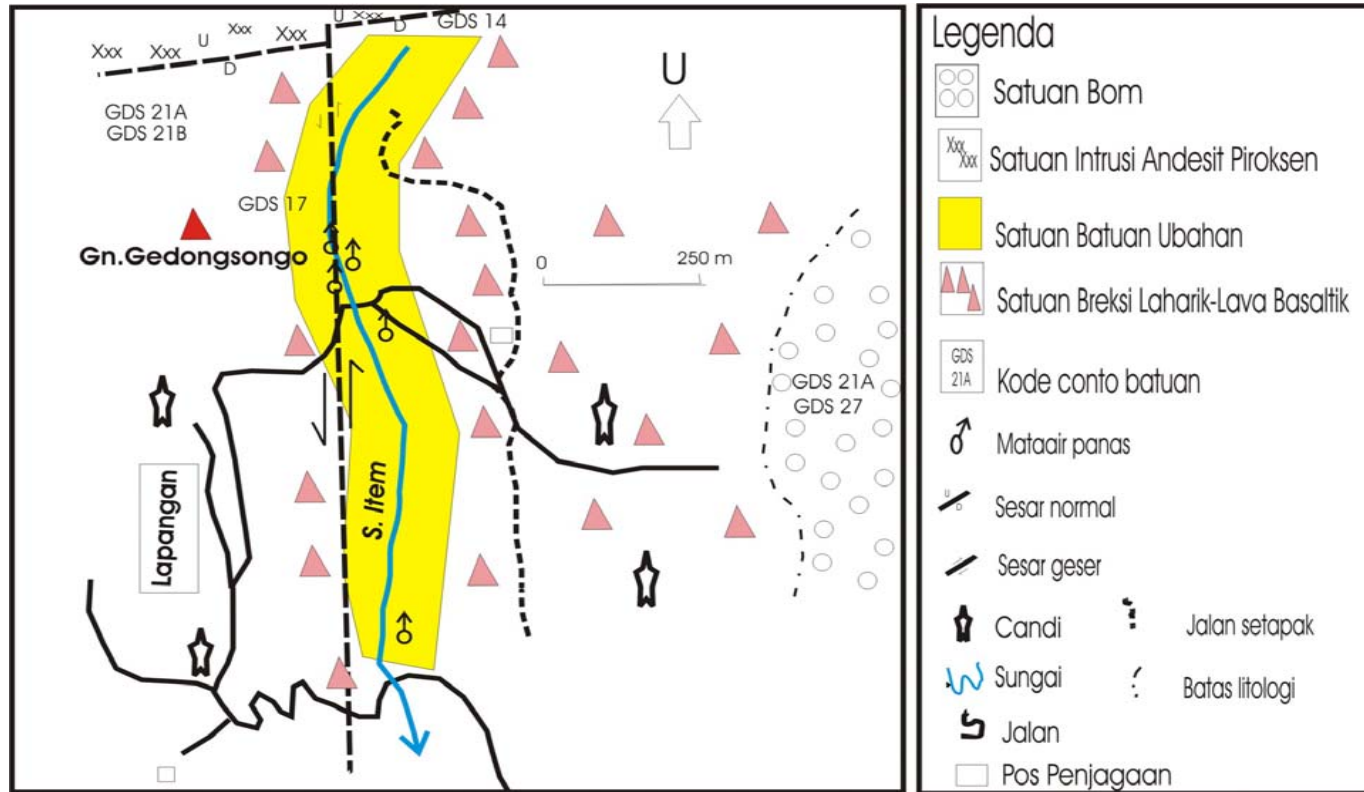 U Xxx
D
GDS 14
Xxx Xxx U Xxx Xxx
D
GDS 21A
GDS 21B
U
GDS 17
Gn.Gedongsongo
0 250 m
GDS 21A
GDS 27
Lapangan
S. Item
Legenda
Satuan Bom
Xxx
Xxx
Satuan Intrusi Andesit Piroksen
Satuan Batuan Ubahan
Satuan Breksi Laharik-Lava Basaltik
GDS
21A
Kode conto batuan
Mataair panas
U
D
Sesar normal
Sesar geser
Candi
Jalan setapak
Sungai
Batas litologi
Jalan
Pos Penjagaan